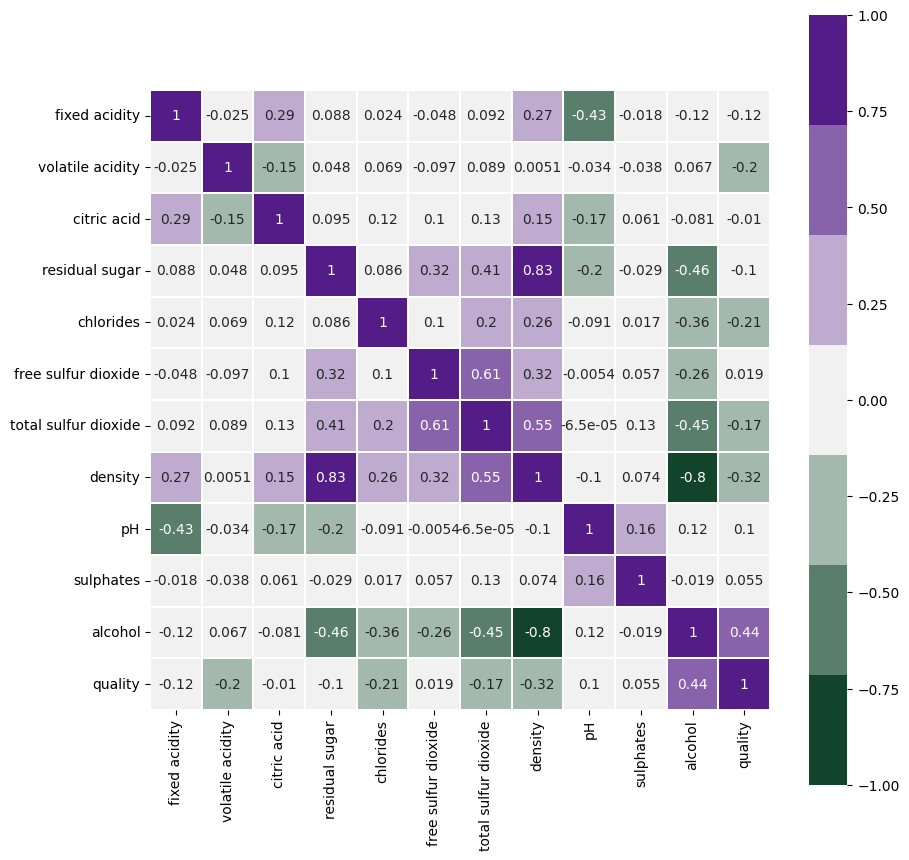 fixed acidity 1 -0.025 0.29 0.088 0.024 -0.048 0.092 0.27 -0.43 -0.018 -0.12 -0.12
volatile acidity -0.025 1 -0.15 0.048 0.069 -0.097 0.089 0.0051 -0.034 -0.038 0.067 -0.2
citric acid 0.29 -0.15 1 0.095 0.12 0.1 0.13 0.15 -0.17 0.061 -0.081 -0.01
residual sugar 0.088 0.048 0.095 1 0.086 0.32 0.41 0.83 -0.2 -0.029 -0.46 -0.1
chlorides 0.024 0.069 0.12 0.086 1 0.1 0.2 0.26 -0.091 0.017 -0.36 -0.21
free sulfur dioxide -0.048 -0.097 0.1 0.32 0.1 1 0.61 0.32 -0.0054 0.057 -0.26 0.019
total sulfur dioxide 0.092 0.089 0.13 0.41 0.2 0.61 1 0.55 -6.5e-05 0.13 -0.45 -0.17
density 0.27 0.0051 0.15 0.83 0.26 0.32 0.55 1 -0.1 0.074 -0.8 -0.32
pH -0.43 -0.034 -0.17 -0.2 -0.091 -0.0054 -6.5e-05 -0.1 1 0.16 0.12 0.1
sulphates -0.018 -0.038 0.061 -0.029 0.017 0.057 0.13 0.074 0.16 1 -0.019 0.055
alcohol -0.12 0.067 -0.081 -0.46 -0.36 -0.26 -0.45 -0.8 0.12 -0.019 1 0.44
quality -0.12 -0.2 -0.01 -0.1 -0.21 0.019 -0.17 -0.32 0.1 0.055 0.44 1
fixed acidity
volatile acidity
citric acid
residual sugar
chlorides
free sulfur dioxide
total sulfur dioxide
density
pH
sulphates
alcohol
quality
1.00
0.75
0.50
0.25
0.00
−0.25
−0.50
−0.75
−1.00